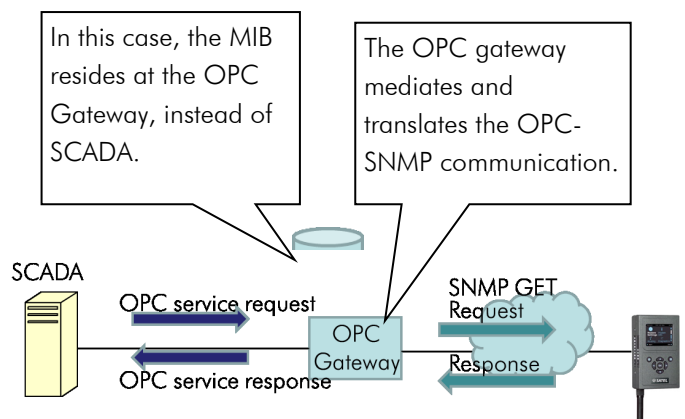 In this case, the MIB
resides at the OPC
Gateway, instead of
SCADA.
The OPC gateway
mediates and
translates the OPC-
SNMP communication.
SCADA
OPC service request
OPC service response
OPC
Gateway
SNMP GET
Request
Response